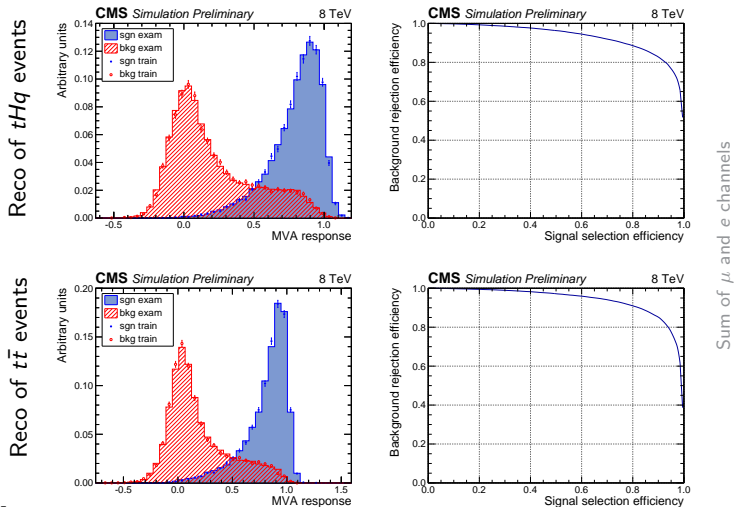 Reco of tHq events
CMS Simulation Preliminary 8 TeV
Arbitrary units
0.14
0.12
0.10
0.08
0.06
0.04
0.02
0.00
sgn exam
bkg exam
sgn train
bkg train
-0.5 0.0 0.5 1.0
MVA response
CMS Simulation Preliminary 8 TeV
Background rejection efficiency
1.0
0.8
0.6
0.4
0.2
0.0
0.0 0.2 0.4 0.6 0.8 1.0
Signal selection efficiency
Reco of tt̄ events
CMS Simulation Preliminary 8 TeV
Arbitrary units
0.20
0.15
0.10
0.05
0.00
sgn exam
bkg exam
sgn train
bkg train
-0.5 0.0 0.5 1.0 1.5
MVA response
CMS Simulation Preliminary 8 TeV
Background rejection efficiency
1.0
0.8
0.6
0.4
0.2
0.0
0.0 0.2 0.4 0.6 0.8 1.0
Signal selection efficiency
Sum of μ and e channels